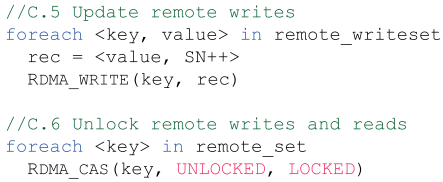 //C.5 Update remote writes
foreach <key, value> in remote_writeset
rec = <value, SN++>
RDMA_WRITE(key, rec)
//C.6 Unlock remote writes and reads
foreach <key> in remote_set
RDMA_CAS(key, UNLOCKED, LOCKED)